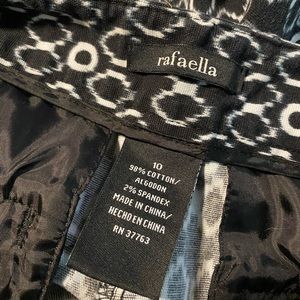 rafaella
10
98% COTTON/
ALGODON
2% SPANDEX
MADE IN CHINA/
HECHO EN CHINA
RN 37763